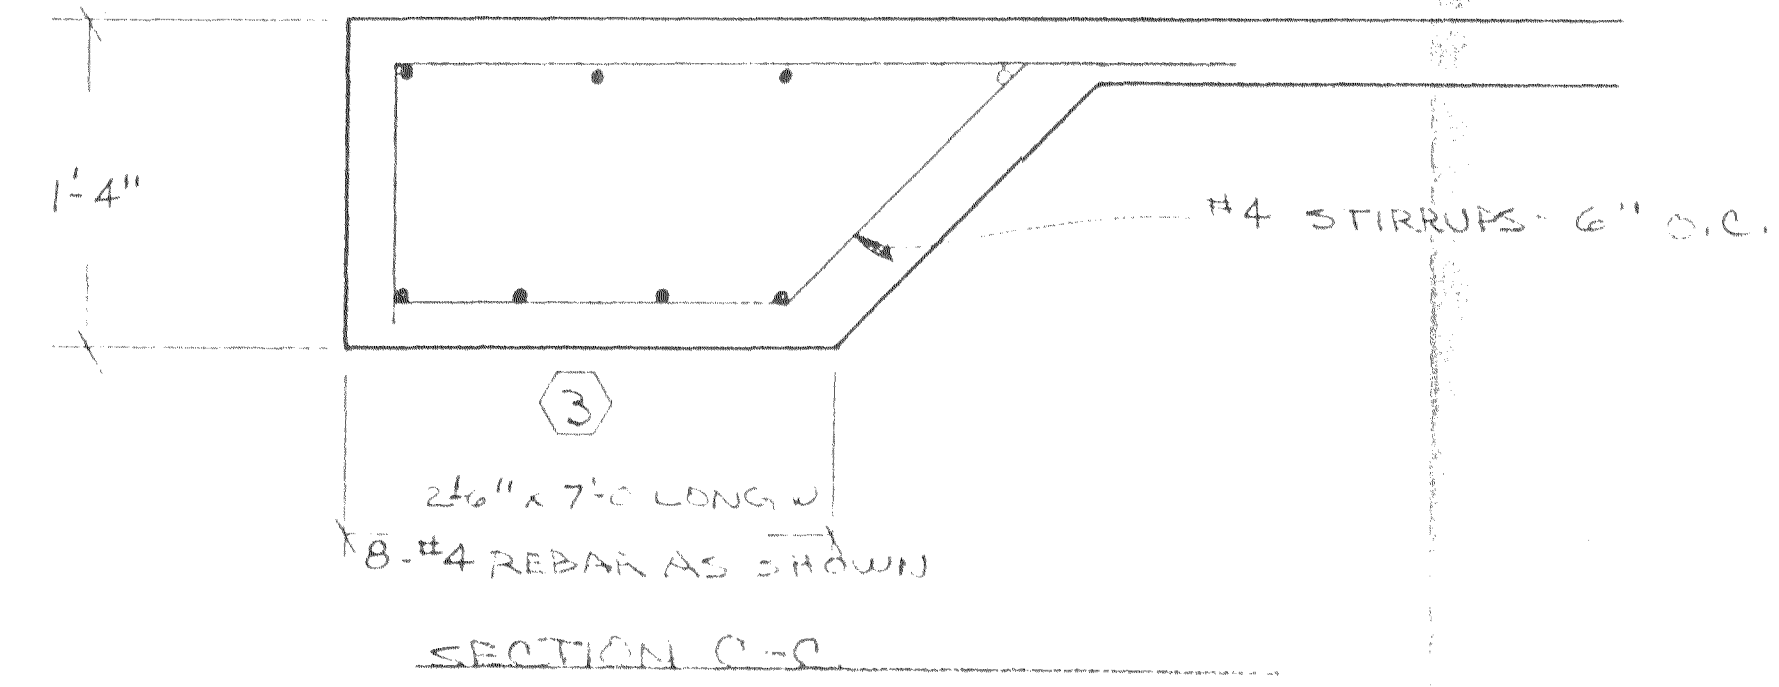 1'-4"
#4 STIRRUPS - 6" O.C.
3
2'-6" x 7'-0 LONG W
8-#4 REBAR AS SHOWN
SECTION C-C